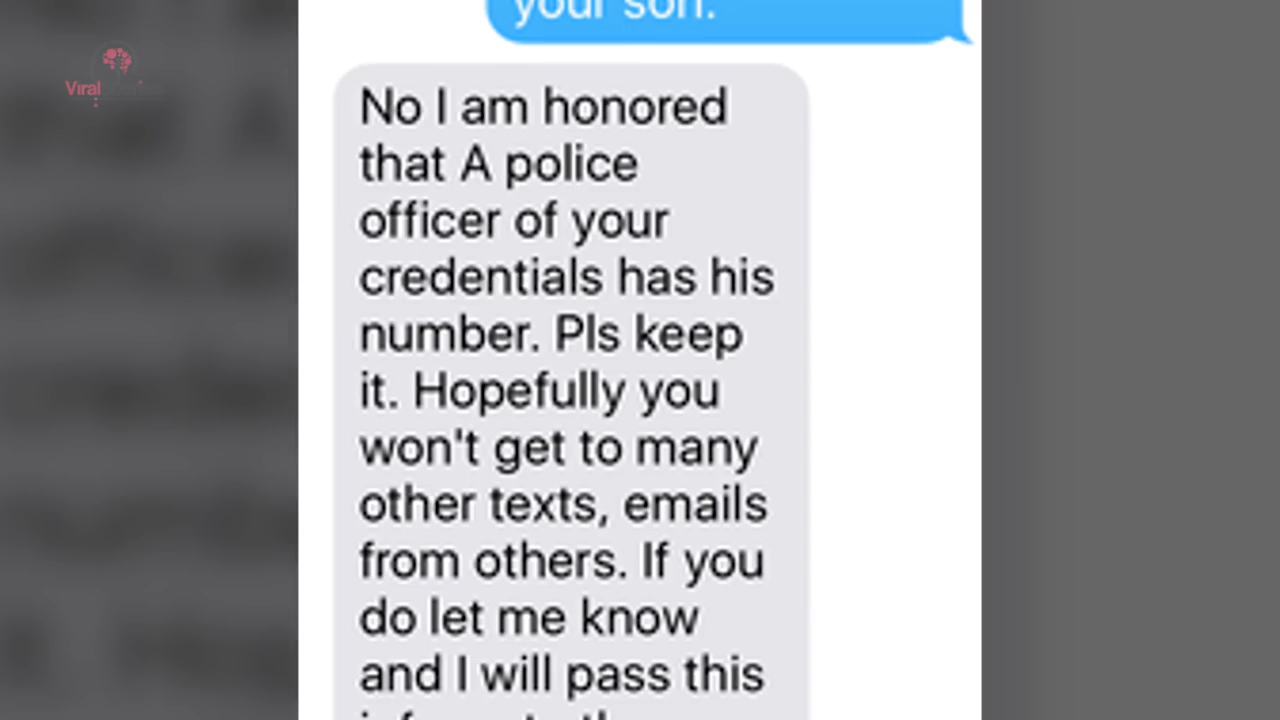 your son.
Viral
No I am honored
that A police
officer of your
credentials has his
number. Pls keep
it. Hopefully you
won't get to many
other texts, emails
from others. If you
do let me know
and I will pass this